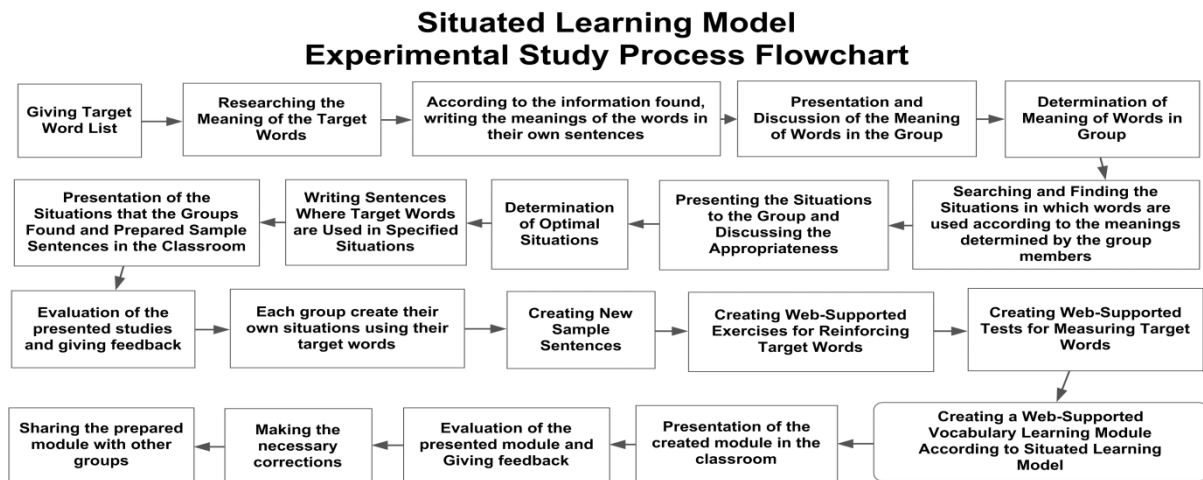 Situated Learning Model
Experimental Study Process Flowchart
Giving Target
Word List
Researching the
Meaning of the Target
Words
According to the information found,
writing the meanings of the words in
their own sentences
Presentation and
Discussion of the Meaning
of Words in the Group
Determination of
Meaning of Words in
Group
Searching and Finding the
Situations in which words are
used according to the meanings
determined by the group
members
Presenting the Situations
to the Group and
Discussing the
Appropriateness
Determination
of Optimal
Situations
Writing Sentences
Where Target Words
are Used in Specified
Situations
Presentation of the
Situations that the Groups
Found and Prepared Sample
Sentences in the Classroom
Evaluation of the
presented studies
and giving feedback
Each group create their
own situations using their
target words
Creating New
Sample
Sentences
Creating Web-Supported
Exercises for Reinforcing
Target Words
Creating Web-Supported
Tests for Measuring Target
Words
Creating a Web-Supported
Vocabulary Learning Module
According to Situated Learning
Model
Presentation of the
created module in the
classroom
Evaluation of the
presented module and
Giving feedback
Making the
necessary
corrections
Sharing the prepared
module with other
groups